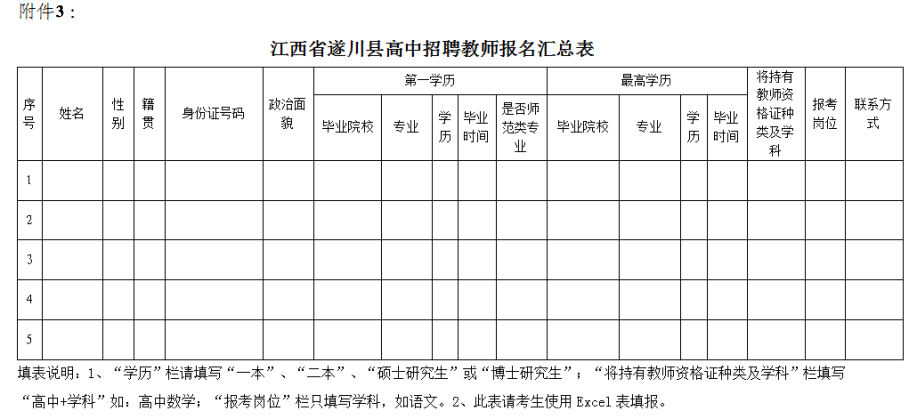 附件3：
江西省遂川县高中招聘教师报名汇总表
序号 姓名 性别 籍贯 身份证号码 政治面貌 第一学历 最高学历 将持有教师资格证种类及学科 报考岗位 联系方式
毕业院校 专业 学历 毕业时间 是否师范类专业 毕业院校 专业 学历 毕业时间
1
2
3
4
5
填表说明：1、“学历”栏请填写“一本”、“二本”、“硕士研究生”或“博士研究生”；“将持有教师资格证种类及学科”栏填写
“高中+学科”如：高中数学；“报考岗位”栏只填写学科，如语文。2、此表请考生使用 Excel 表填报。